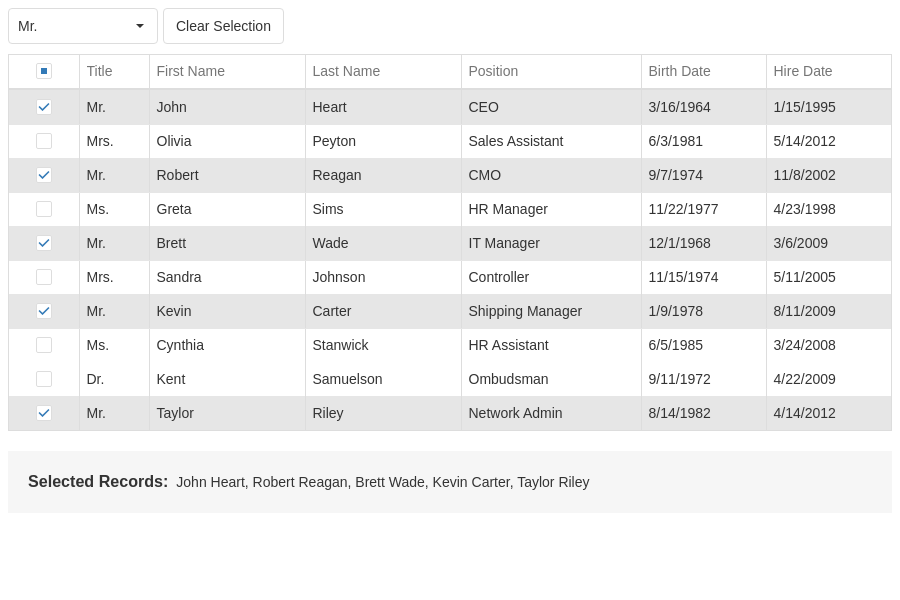 Mr. Clear Selection
Title First Name Last Name Position Birth Date Hire Date
Mr. John Heart CEO 3/16/1964 1/15/1995
Mrs. Olivia Peyton Sales Assistant 6/3/1981 5/14/2012
Mr. Robert Reagan CMO 9/7/1974 11/8/2002
Ms. Greta Sims HR Manager 11/22/1977 4/23/1998
Mr. Brett Wade IT Manager 12/1/1968 3/6/2009
Mrs. Sandra Johnson Controller 11/15/1974 5/11/2005
Mr. Kevin Carter Shipping Manager 1/9/1978 8/11/2009
Ms. Cynthia Stanwick HR Assistant 6/5/1985 3/24/2008
Dr. Kent Samuelson Ombudsman 9/11/1972 4/22/2009
Mr. Taylor Riley Network Admin 8/14/1982 4/14/2012
Selected Records: John Heart, Robert Reagan, Brett Wade, Kevin Carter, Taylor Riley